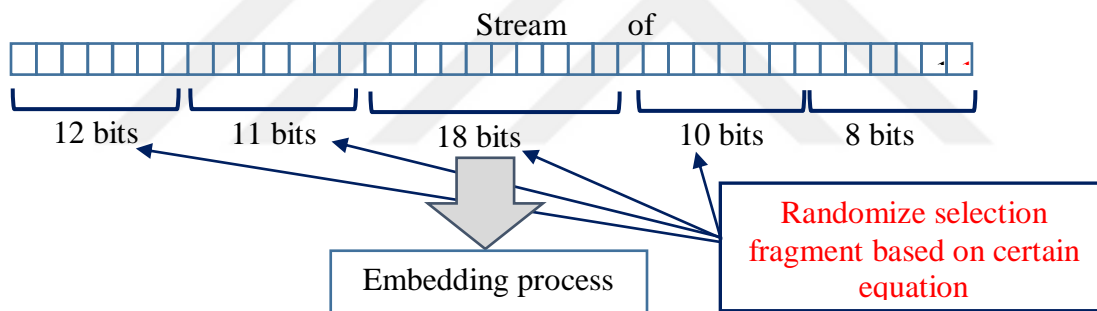 Stream of
12 bits 11 bits 18 bits 10 bits 8 bits
Embedding process
Randomize selection
fragment based on certain
equation